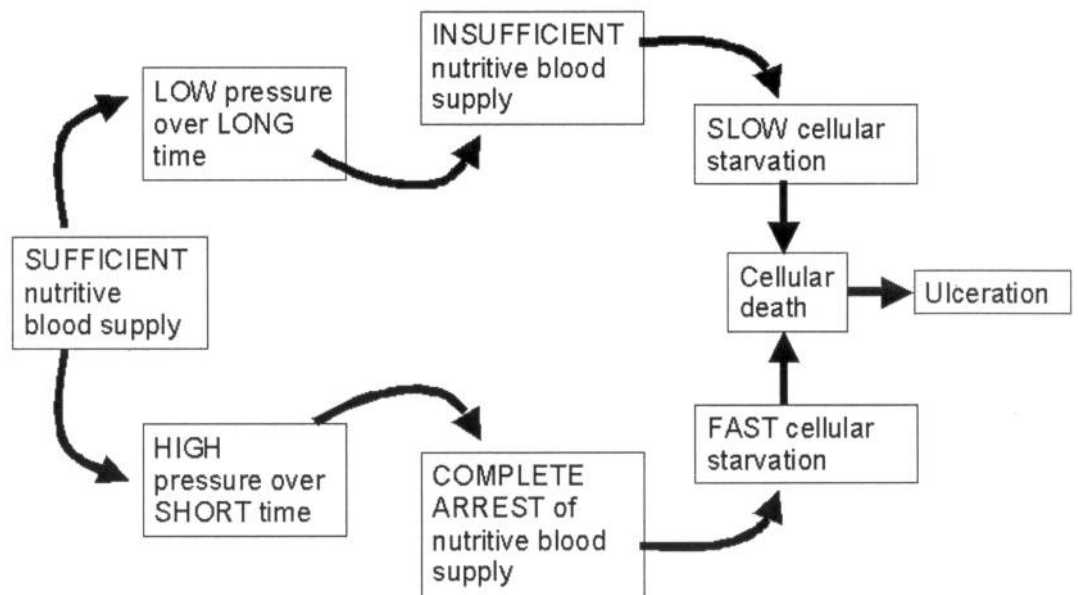 SUFFICIENT
nutritive
blood supply
LOW pressure
over LONG
time
INSUFFICIENT
nutritive blood
supply
SLOW cellular
starvation
HIGH
pressure over
SHORT time
COMPLETE
ARREST of
nutritive blood
supply
FAST cellular
starvation
Cellular
death
Ulceration